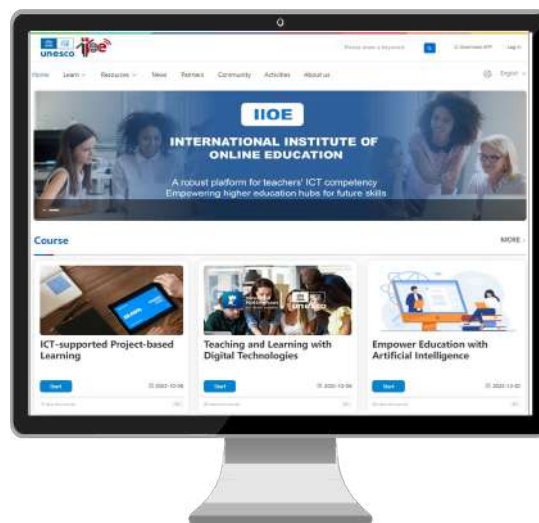 unesco iioe
Please enter a keyword
Download APP Log in
Home Learn Resources News Partners Community Activities About us
English
IIOE
INTERNATIONAL INSTITUTE OF
ONLINE EDUCATION
A robust platform for teachers' ICT competency
Empowering higher education hubs for future skills
Course
MORE
unesco
ICT-supported Project-based
Learning
Teaching and Learning with
Digital Technologies
Empower Education with
Artificial Intelligence
Start
Start
Start